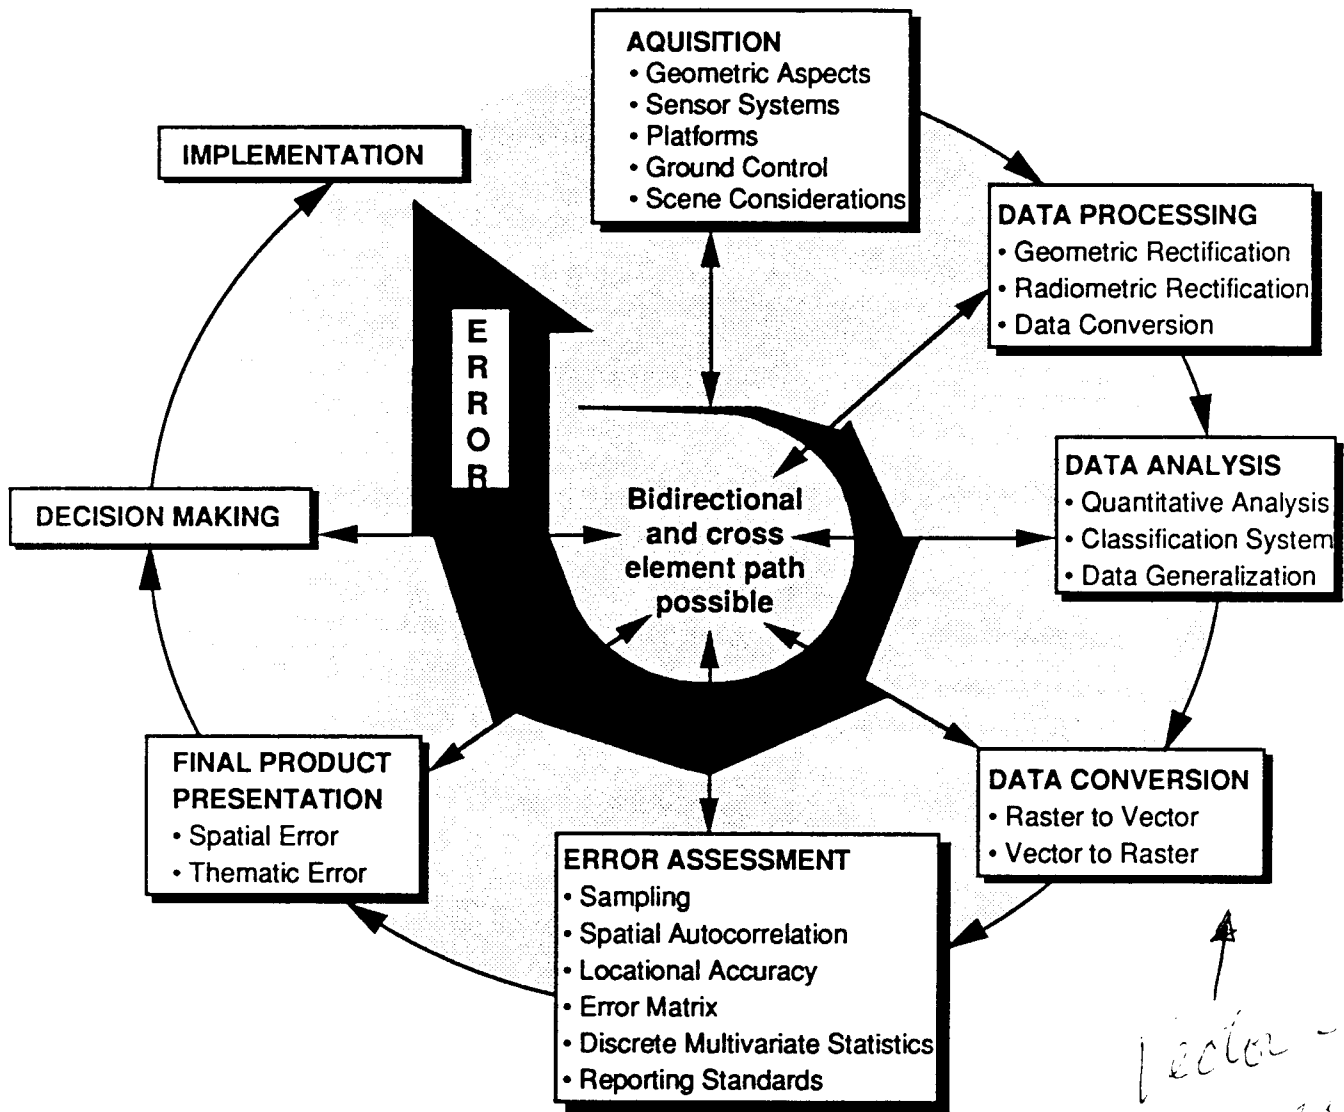 AQUISITION
• Geometric Aspects
• Sensor Systems
• Platforms
• Ground Control
• Scene Considerations
IMPLEMENTATION
DATA PROCESSING
• Geometric Rectification
• Radiometric Rectification
• Data Conversion
ERROR
DATA ANALYSIS
• Quantitative Analysis
• Classification System
• Data Generalization
Bidirectional
and cross
element path
possible
DECISION MAKING
FINAL PRODUCT
PRESENTATION
• Spatial Error
• Thematic Error
DATA CONVERSION
• Raster to Vector
• Vector to Raster
ERROR ASSESSMENT
• Sampling
• Spatial Autocorrelation
• Locational Accuracy
• Error Matrix
• Discrete Multivariate Statistics
• Reporting Standards
Vector -